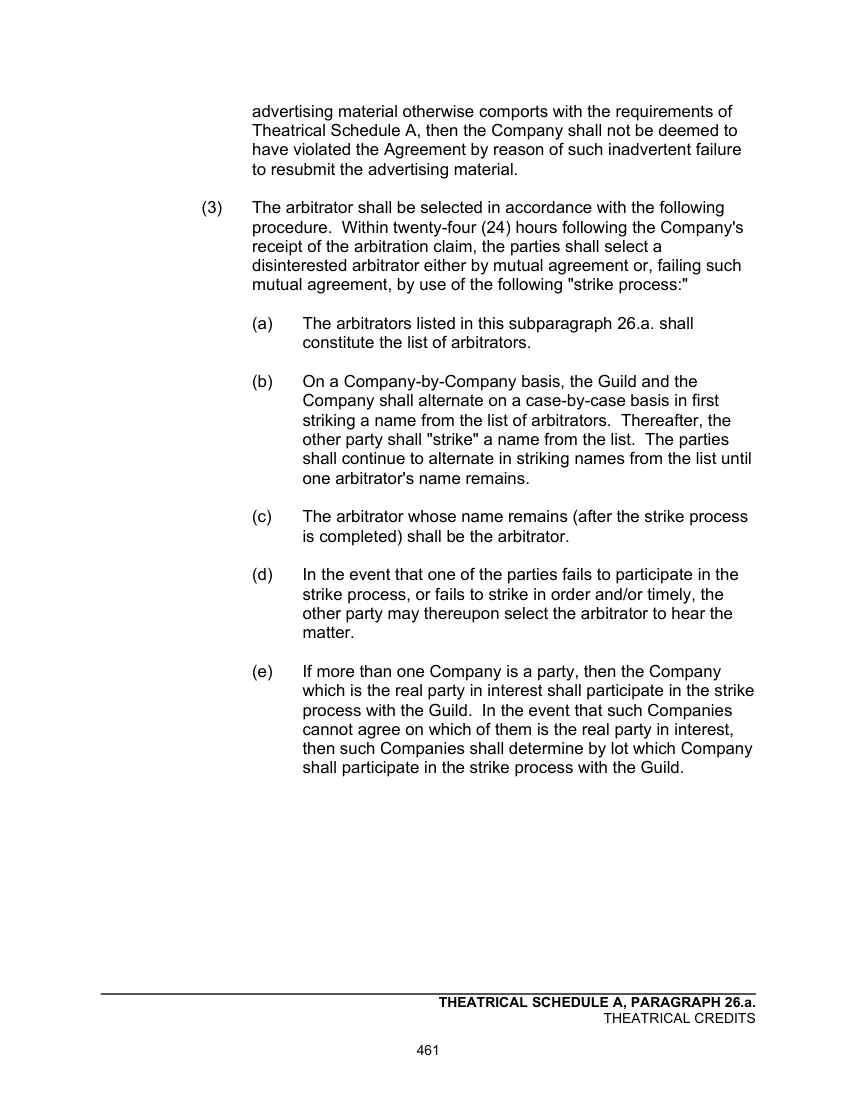 advertising material otherwise comports with the requirements of
Theatrical Schedule A, then the Company shall not be deemed to
have violated the Agreement by reason of such inadvertent failure
to resubmit the advertising material.
(3) The arbitrator shall be selected in accordance with the following
procedure.  Within twenty-four (24) hours following the Company's
receipt of the arbitration claim, the parties shall select a
disinterested arbitrator either by mutual agreement or, failing such
mutual agreement, by use of the following "strike process:"
(a) The arbitrators listed in this subparagraph 26.a. shall
constitute the list of arbitrators.
(b) On a Company-by-Company basis, the Guild and the
Company shall alternate on a case-by-case basis in first
striking a name from the list of arbitrators.  Thereafter, the
other party shall "strike" a name from the list.  The parties
shall continue to alternate in striking names from the list until
one arbitrator's name remains.
(c) The arbitrator whose name remains (after the strike process
is completed) shall be the arbitrator.
(d) In the event that one of the parties fails to participate in the
strike process, or fails to strike in order and/or timely, the
other party may thereupon select the arbitrator to hear the
matter.
(e) If more than one Company is a party, then the Company
which is the real party in interest shall participate in the strike
process with the Guild.  In the event that such Companies
cannot agree on which of them is the real party in interest,
then such Companies shall determine by lot which Company
shall participate in the strike process with the Guild.
THEATRICAL SCHEDULE A, PARAGRAPH 26.a.
THEATRICAL CREDITS
461